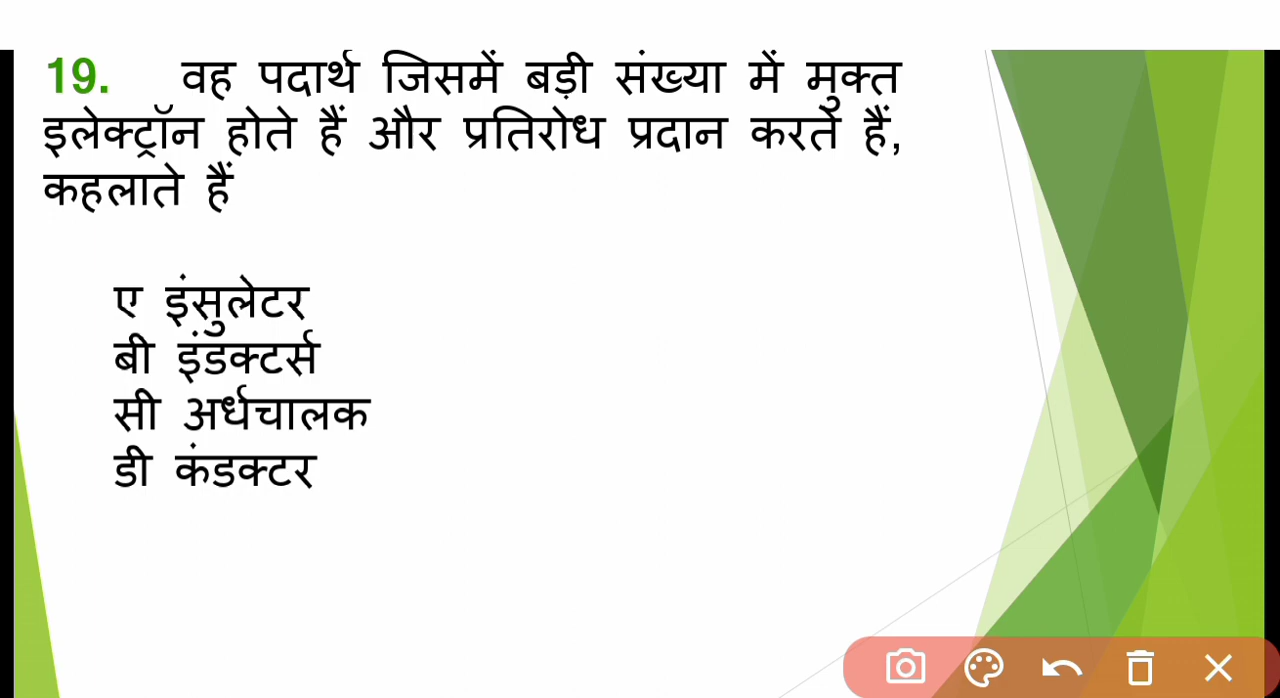 19. वह पदार्थ जिसमें बड़ी संख्या में मुक्त
इलेक्ट्रॉन होते हैं और प्रतिरोध प्रदान करते हैं,
कहलाते हैं
ए इंसुलेटर
बी इंडक्टर्स
सी अर्धचालक
डी कंडक्टर